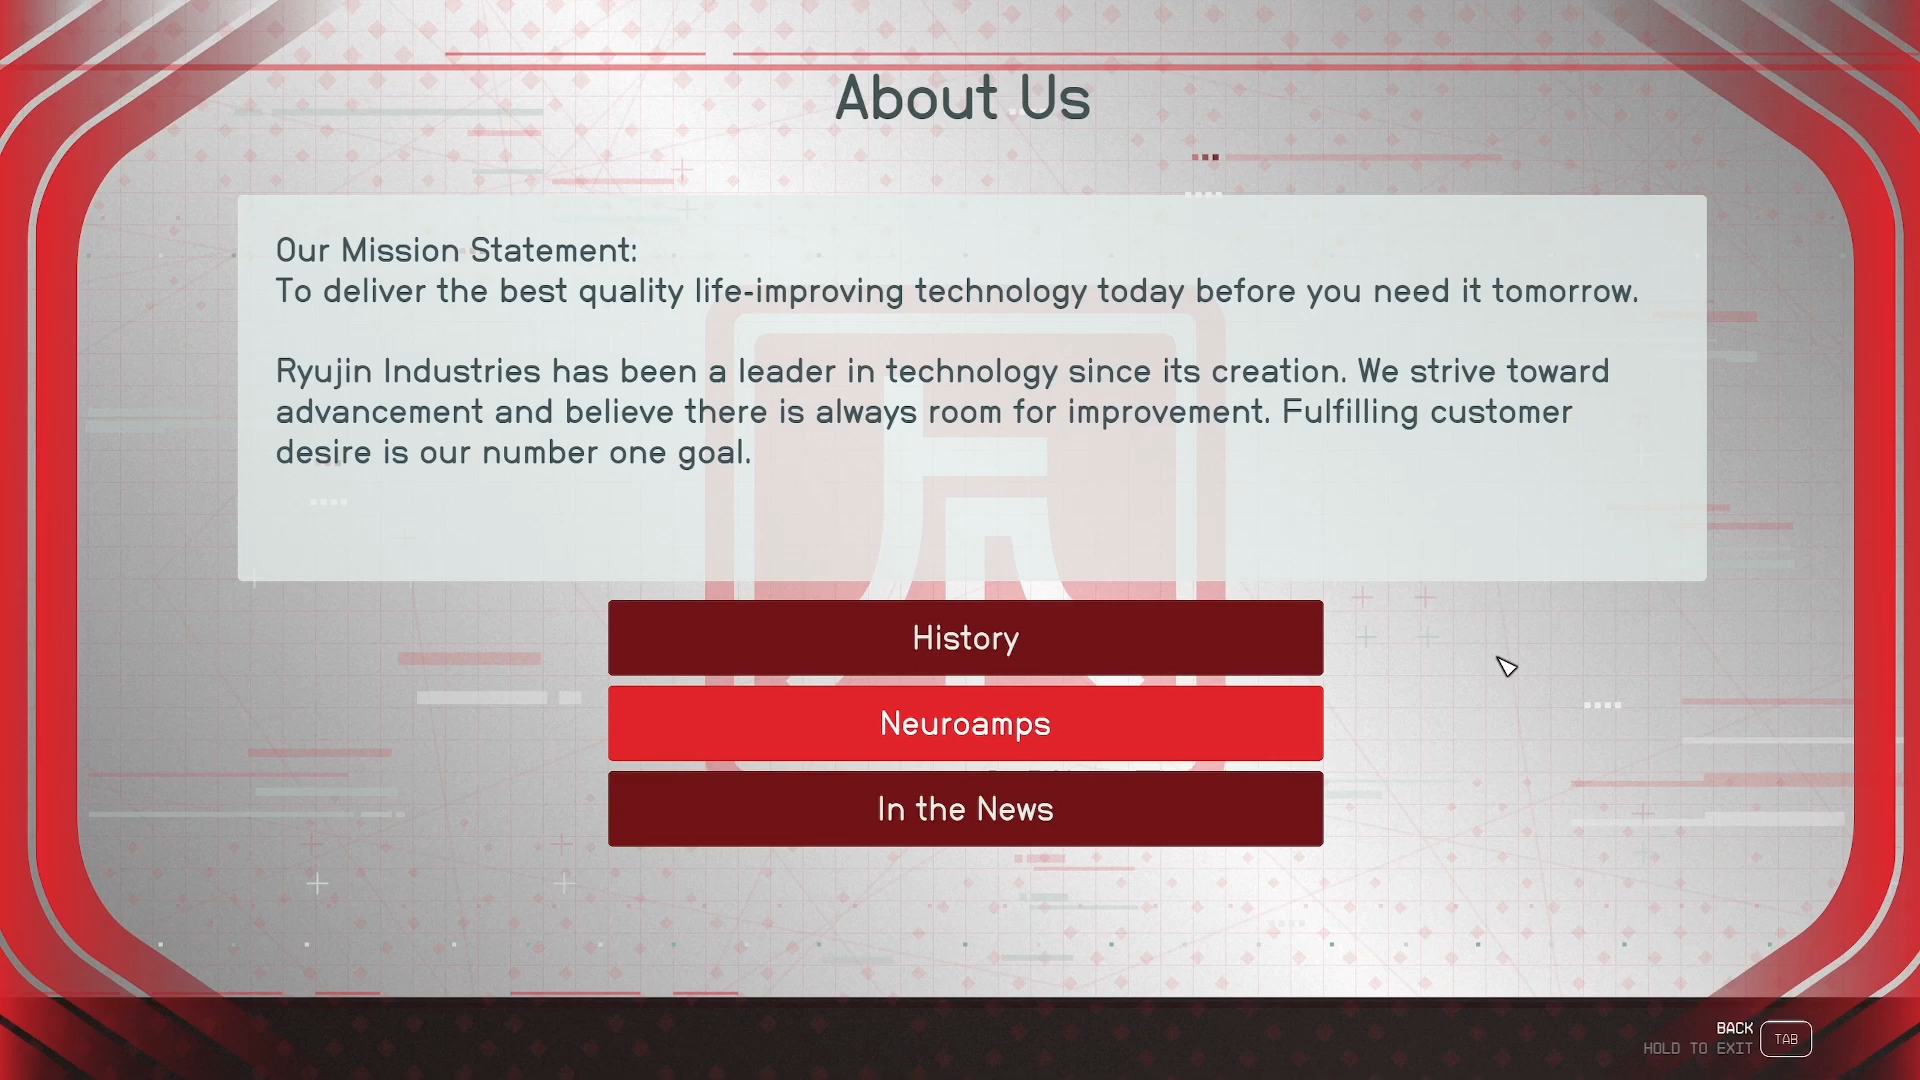 About Us
Our Mission Statement:
To deliver the best quality life-improving technology today before you need it tomorrow.
Ryujin Industries has been a leader in technology since its creation. We strive toward
advancement and believe there is always room for improvement. Fulfilling customer
desire is our number one goal.
History
Neuroamps
In the News
BACK
HOLD TO EXIT
TAB